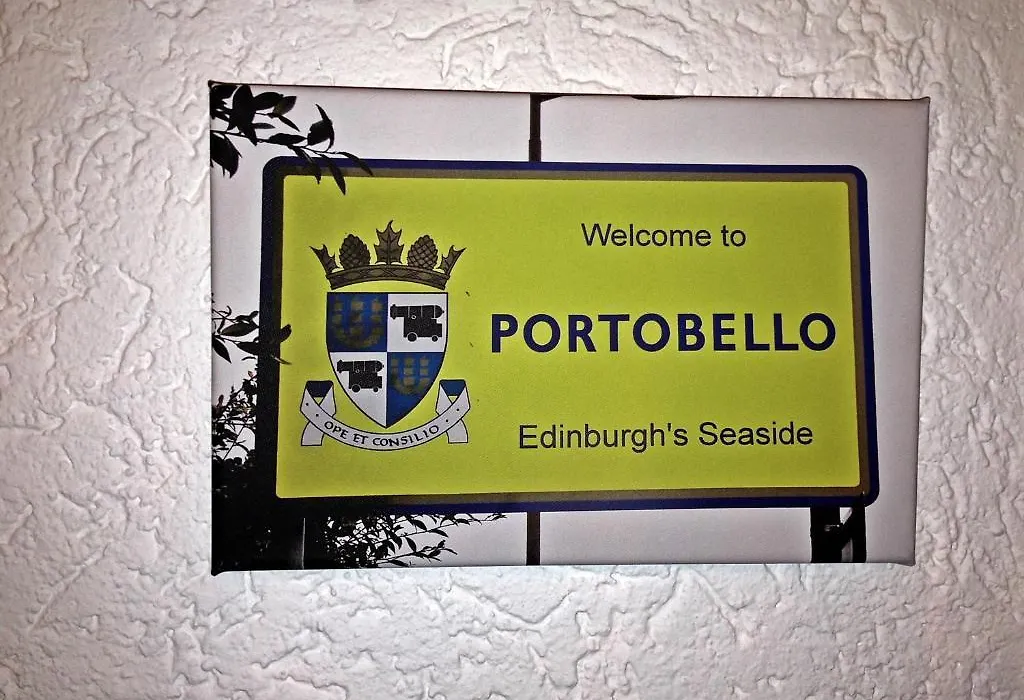 Welcome to
PORTOBELLO
OPE ET CONSILIO
Edinburgh's Seaside